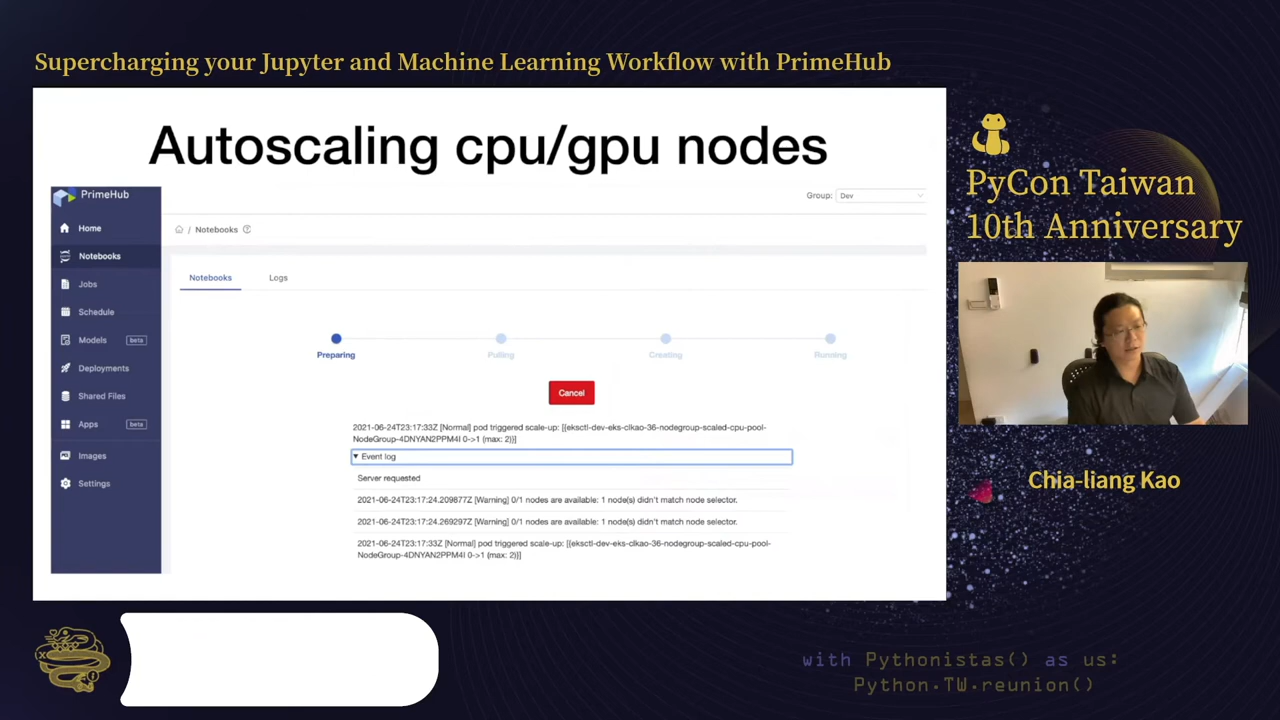 Supercharging your Jupyter and Machine Learning Workflow with PrimeHub
Autoscaling cpu/gpu nodes
PrimeHub
Group: Dev
Home
/ Notebooks
Notebooks
Jobs
Schedule
Models beta
Deployments
Shared Files
Apps beta
Images
Settings
Notebooks Logs
Preparing Pulling Creating Running
Cancel
2021-06-24T23:17:33Z [Normal] pod triggered scale-up: [{eksctl-dev-eks-clkao-36-nodegroup-scaled-cpu-pool-
NodeGroup-4DNYAN2PPM4I 0->1 (max: 2)}]
Event log
Server requested
2021-06-24T23:17:24.209877Z [Warning] 0/1 nodes are available: 1 node(s) didn't match node selector.
2021-06-24T23:17:24.269297Z [Warning] 0/1 nodes are available: 1 node(s) didn't match node selector.
2021-06-24T23:17:33Z [Normal] pod triggered scale-up: [{eksctl-dev-eks-clkao-36-nodegroup-scaled-cpu-pool-
NodeGroup-4DNYAN2PPM4I 0->1 (max: 2)}]
PyCon Taiwan
10th Anniversary
Chia-liang Kao
with Pythonistas() as us:
Python.TW.reunion()